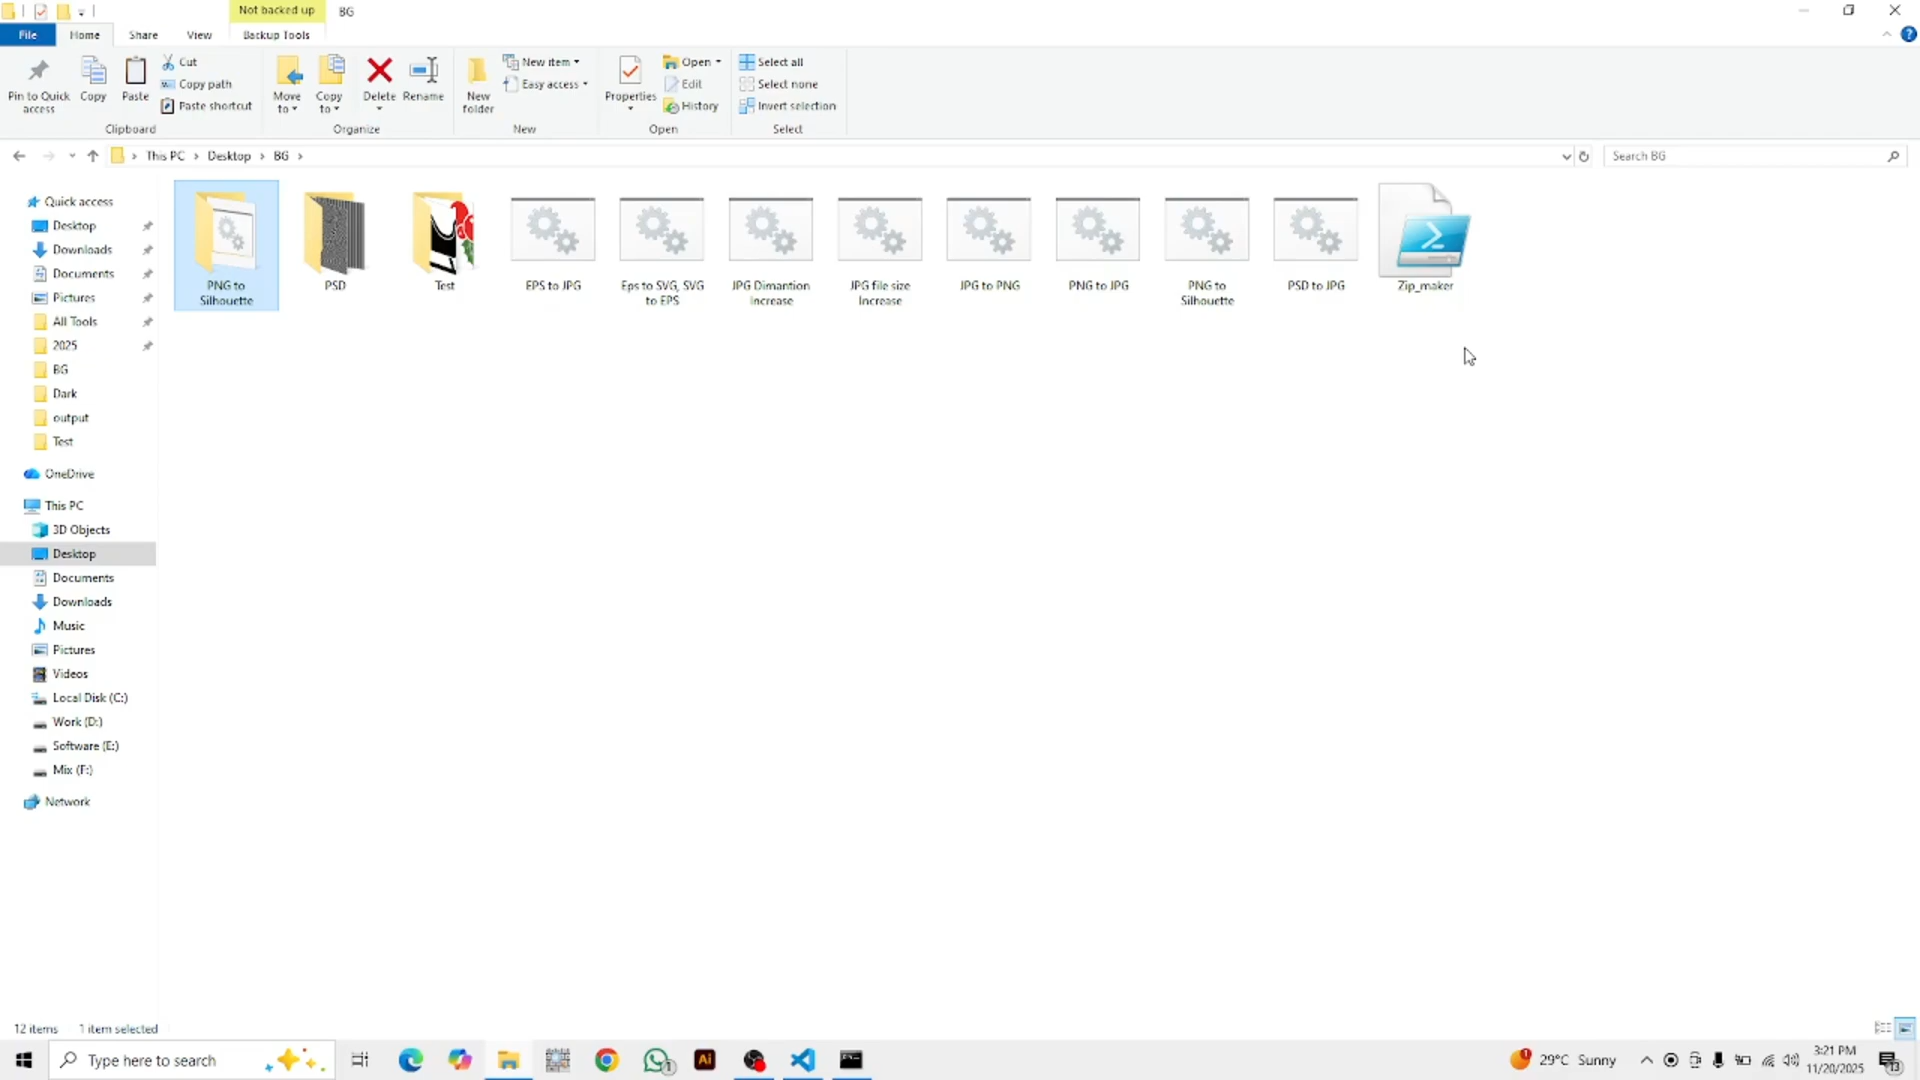 Not backed up BG
File Home Share View Backup Tools
Pin to Quick access
Copy
Paste
Cut
Copy path
Paste shortcut
Move to
Copy to
Delete
Rename
New folder
New item
Easy access
Properties
Open
Edit
History
Select all
Select none
Invert selection
Clipboard Organize New Open Select
This PC Desktop BG
Search BG
Quick access
Desktop
Downloads
Documents
Pictures
All Tools
2025
BG
Dark
output
Test
OneDrive
This PC
3D Objects
Desktop
Documents
Downloads
Music
Pictures
Videos
Local Disk (C:)
Work (D:)
Software (E:)
Mix (F:)
Network
PNG to
Silhouette
PSD
Test
EPS to JPG
Eps to SVG, SVG
to EPS
JPG Dimantion
Increase
JPG file size
Increase
JPG to PNG
PNG to JPG
PNG to
Silhouette
PSD to JPG
Zip_maker
12 items 1 item selected
Type here to search
Ai
1
29°C Sunny
3:21 PM
11/20/2025
13